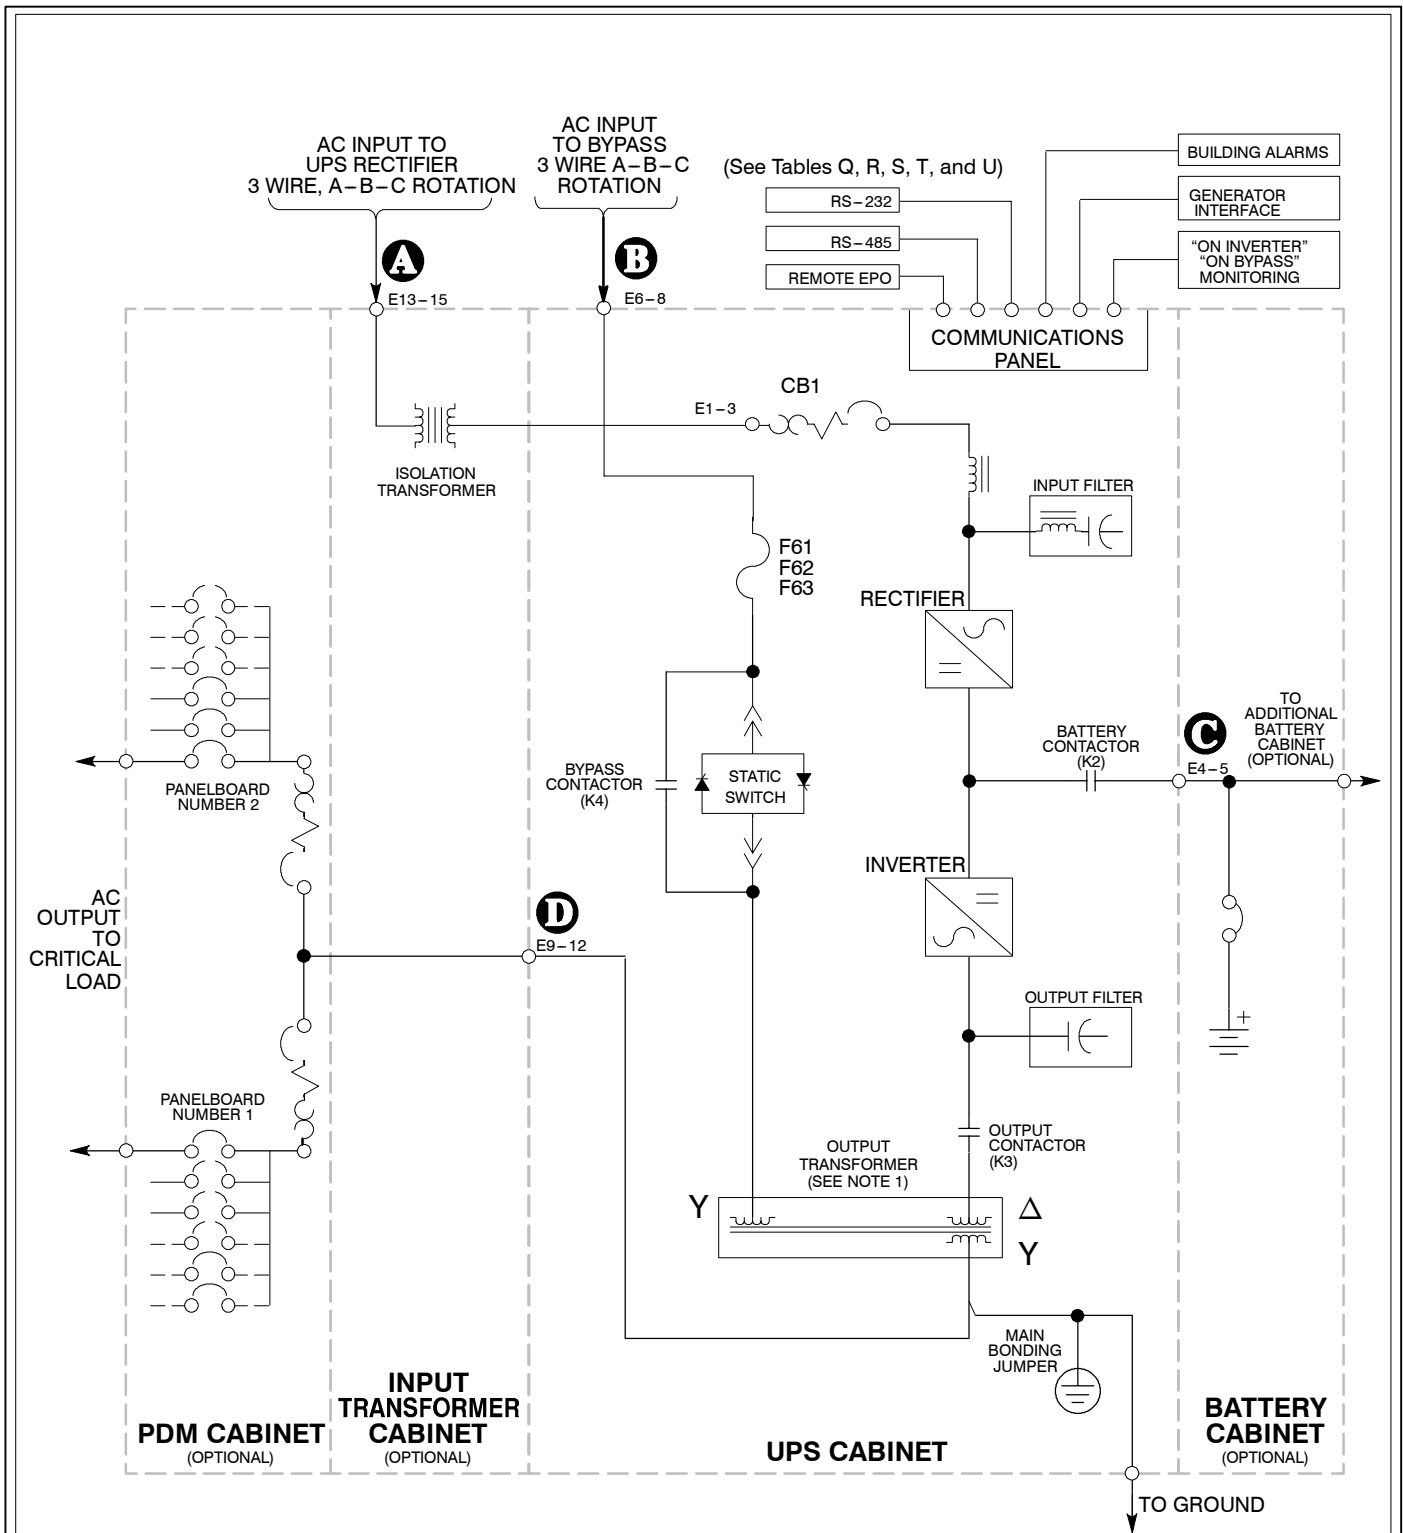 AC INPUT TO
UPS RECTIFIER
3 WIRE, A–B–C ROTATION
AC INPUT
TO BYPASS
3 WIRE A–B–C
ROTATION
(See Tables Q, R, S, T, and U)
RS–232
RS–485
REMOTE EPO
BUILDING ALARMS
GENERATOR
INTERFACE
“ON INVERTER”
“ON BYPASS”
MONITORING
A
B
E13–15
E6–8
COMMUNICATIONS
PANEL
CB1
E1–3
ISOLATION
TRANSFORMER
INPUT FILTER
F61
F62
F63
RECTIFIER
PANELBOARD
NUMBER 2
BYPASS
CONTACTOR
(K4)
STATIC
SWITCH
BATTERY
CONTACTOR
(K2)
C
E4–5
TO
ADDITIONAL
BATTERY
CABINET
(OPTIONAL)
INVERTER
AC
OUTPUT
TO
CRITICAL
LOAD
D
E9–12
OUTPUT FILTER
+
PANELBOARD
NUMBER 1
OUTPUT
CONTACTOR
(K3)
OUTPUT
TRANSFORMER
(SEE NOTE 1)
Y
Δ
Y
MAIN
BONDING
JUMPER
PDM CABINET
(OPTIONAL)
INPUT
TRANSFORMER
CABINET
(OPTIONAL)
UPS CABINET
BATTERY
CABINET
(OPTIONAL)
TO GROUND